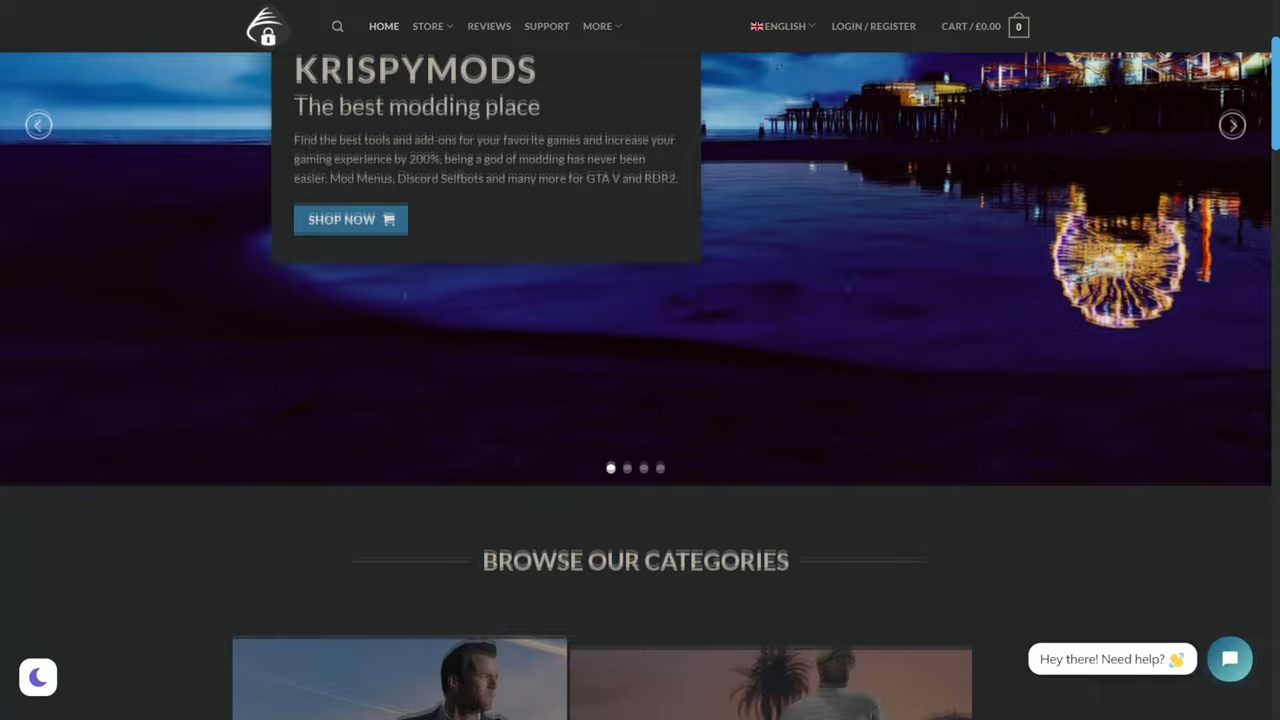 HOME STORE REVIEWS SUPPORT MORE ENGLISH LOGIN / REGISTER CART / £0.00 0
KRISPYMODS
The best modding place
Find the best tools and add-ons for your favorite games and increase your
gaming experience by 200%, being a god of modding has never been
easier. Mod Menus, Discord Selfbots and many more for GTA V and RDR2.
SHOP NOW
BROWSE OUR CATEGORIES
Hey there! Need help? 👋